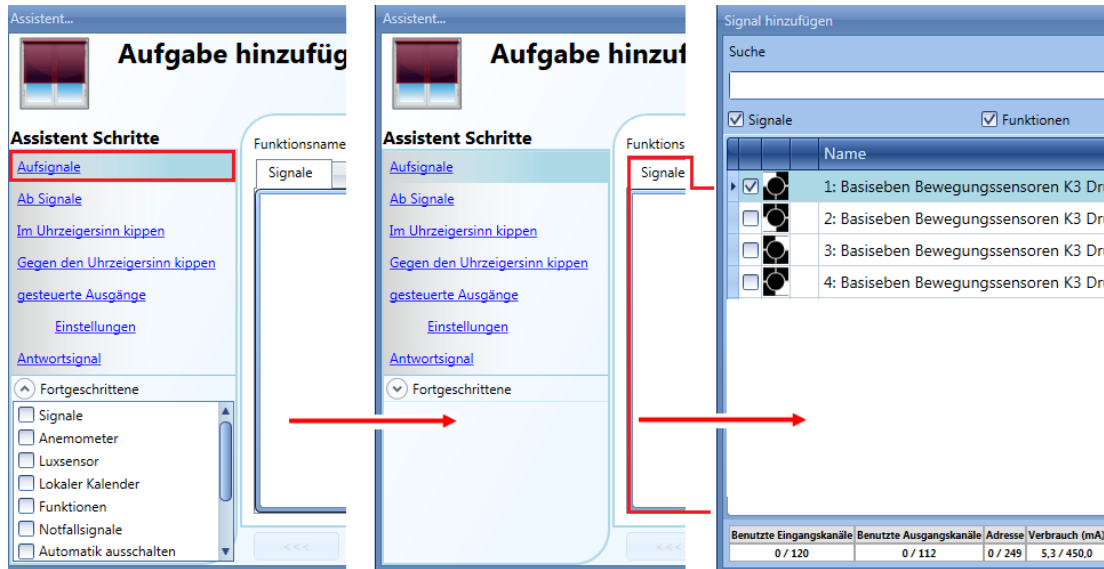 Assistent...
Aufgabe hinzufüg
Assistent Schritte
Aufsignale
Ab Signale
Im Uhrzeigersinn kippen
Gegen den Uhrzeigersinn kippen
gesteuerte Ausgänge
Einstellungen
Antwortsignal
Fortgeschrittene
Signale
Anemometer
Luxsensor
Lokaler Kalender
Funktionen
Notfallsignale
Automatik ausschalten
Funktionsname
Signale
<<<
Assistent...
Aufgabe hinzuf
Assistent Schritte
Aufsignale
Ab Signale
Im Uhrzeigersinn kippen
Gegen den Uhrzeigersinn kippen
gesteuerte Ausgänge
Einstellungen
Antwortsignal
Fortgeschrittene
Funktions
Signale
<<<
Signal hinzufügen
Suche
Signale Funktionen
Name
1: Basiseben Bewegungssensoren K3 Dr
2: Basiseben Bewegungssensoren K3 Dr
3: Basiseben Bewegungssensoren K3 Dr
4: Basiseben Bewegungssensoren K3 Dr
Benutzte Eingangskanäle Benutzte Ausgangskanäle Adresse Verbrauch (mA)
0 / 120 0 / 112 0 / 249 5,3 / 450,0